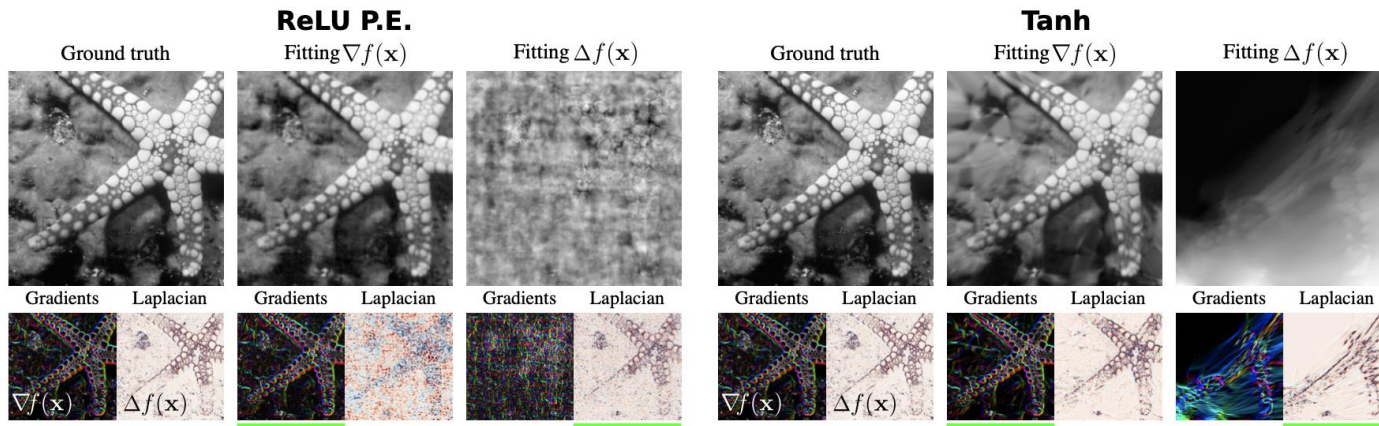 ReLU P.E.
Ground truth
Fitting ∇f(x)
Fitting Δf(x)
Gradients Laplacian
Gradients Laplacian
Gradients Laplacian
∇f(x)
Δf(x)
Tanh
Ground truth
Fitting ∇f(x)
Fitting Δf(x)
Gradients Laplacian
Gradients Laplacian
Gradients Laplacian
∇f(x)
Δf(x)